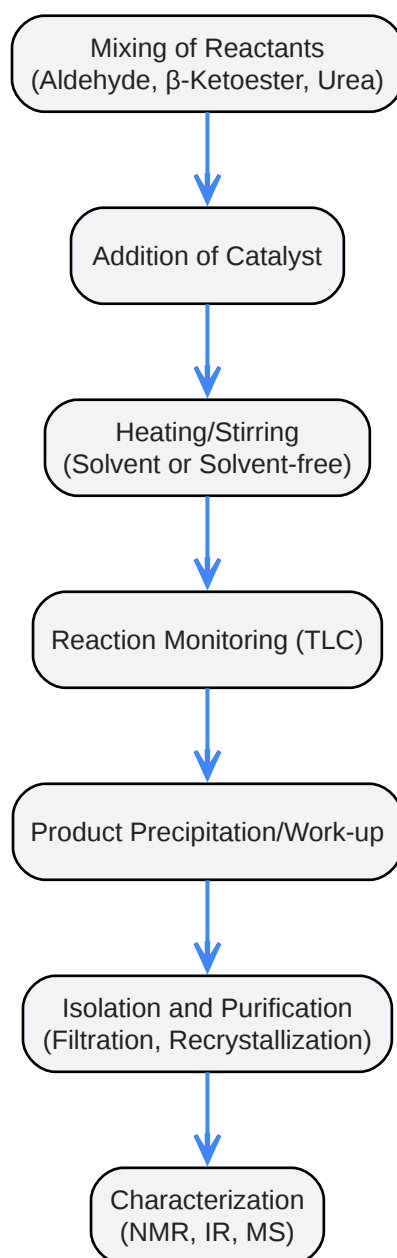 Mixing of Reactants
(Aldehyde, β-Ketoester, Urea)
Addition of Catalyst
Heating/Stirring
(Solvent or Solvent-free)
Reaction Monitoring (TLC)
Product Precipitation/Work-up
Isolation and Purification
(Filtration, Recrystallization)
Characterization
(NMR, IR, MS)